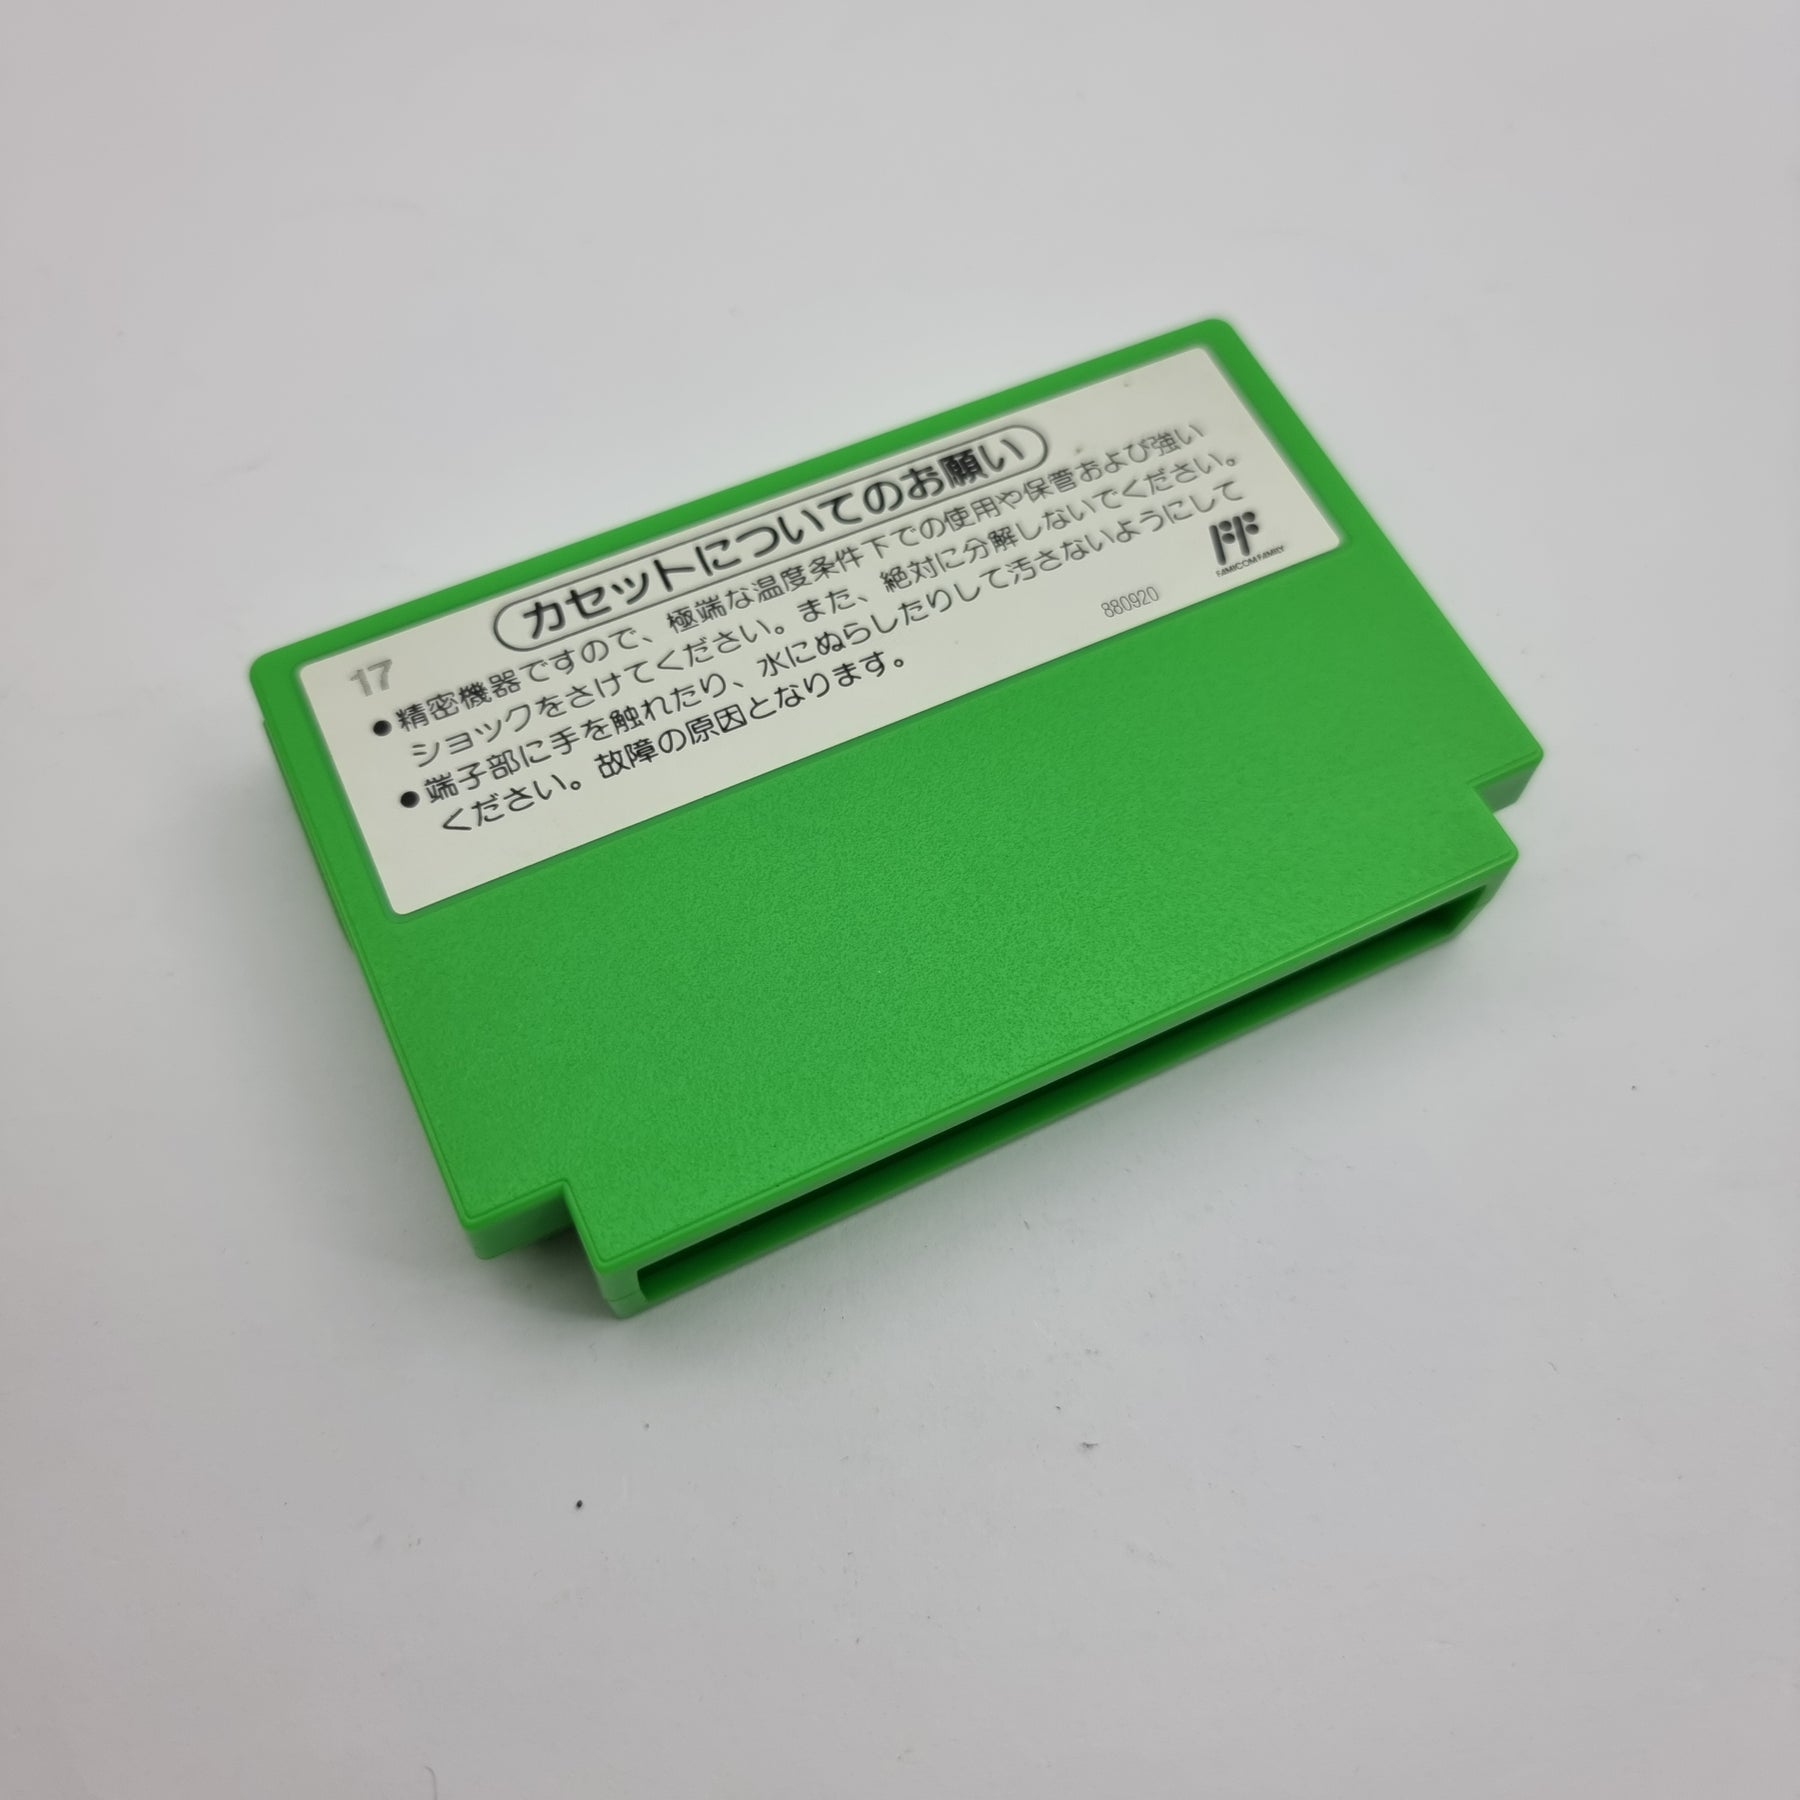 17
カセットについてのお願い
●精密機器ですので、極端な温度条件下での使用や保管および強い
ショックをさけてください。また、絶対に分解しないでください。
●端子部に手を触れたり、水にぬらしたりして汚さないようにして
ください。故障の原因となります。
880920
FF
FAMICOM FAMILY